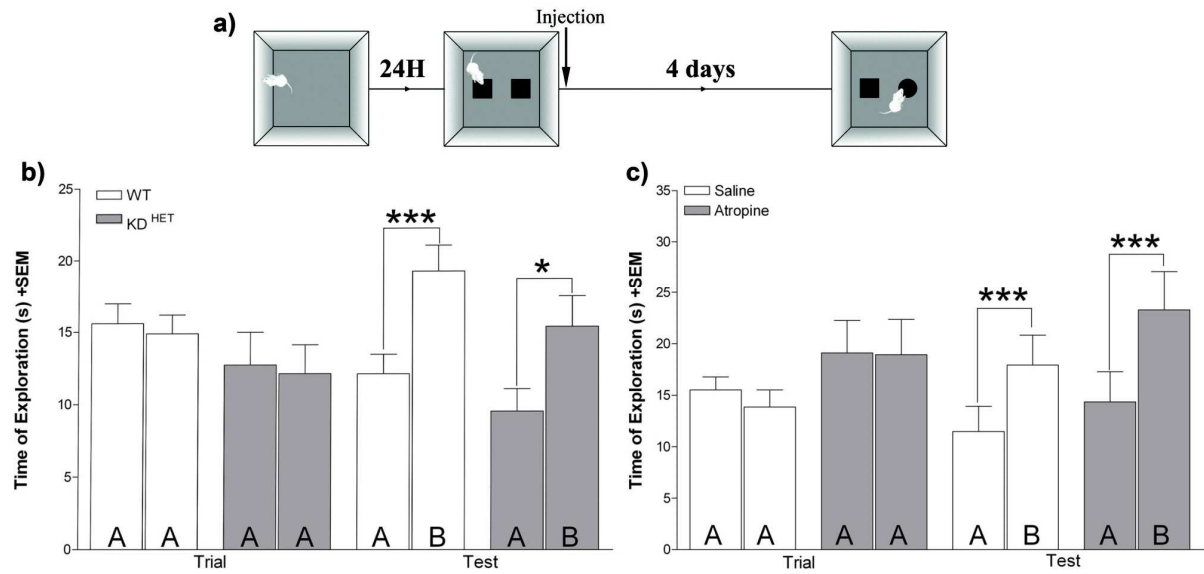 a)
Injection
24H
4 days
b)
Time of Exploration (s) +SEM
25
20
15
10
5
0
WT
KD HET
***
*
A A A A A B A B
Trial Test
c)
Time of Exploration (s) +SEM
35
30
25
20
15
10
5
0
Saline
Atropine
***
***
A A A A A B A B
Trial Test